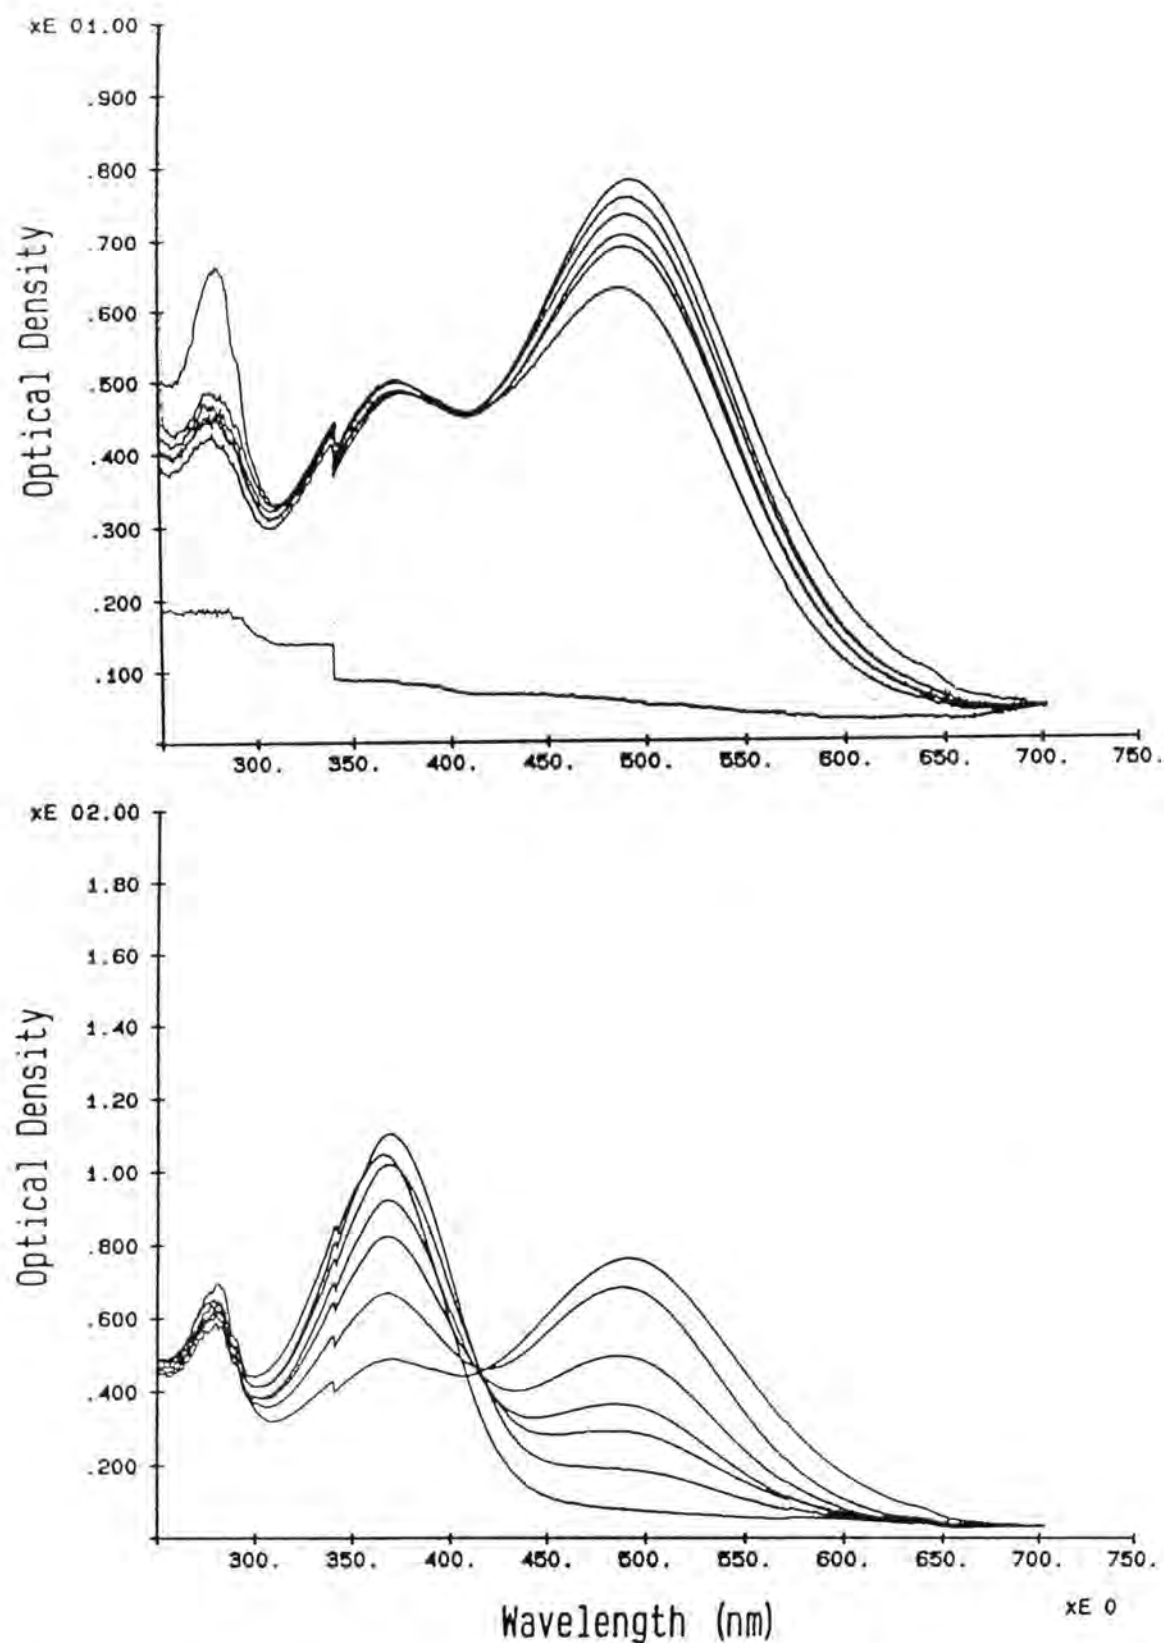 xE 01.00
.900
.800
.700
.600
.500
.400
.300
.200
.100
Optical Density
300. 350. 400. 450. 500. 550. 600. 650. 700. 750.
xE 02.00
1.80
1.60
1.40
1.20
1.00
.800
.600
.400
.200
Optical Density
300. 350. 400. 450. 500. 550. 600. 650. 700. 750.
xE 0
Wavelength (nm)